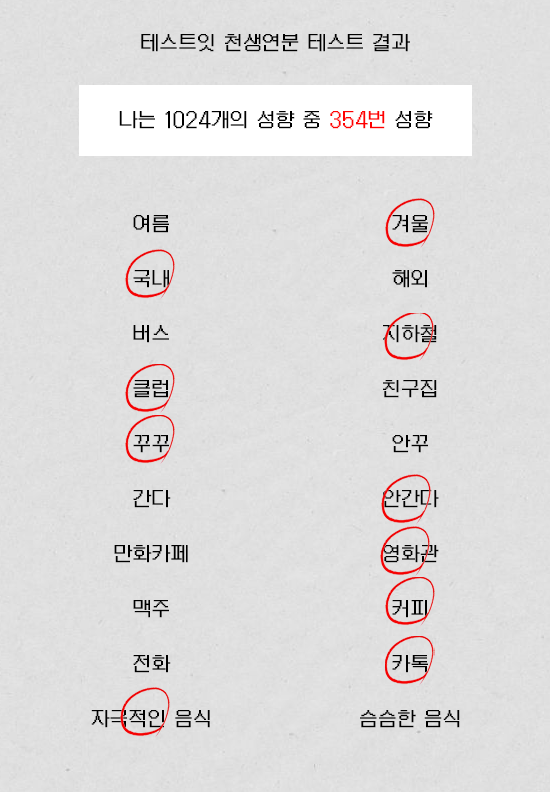 테스트잇 천생연분 테스트 결과
나는 1024개의 성향 중 354번 성향
여름 겨울
국내 해외
버스 지하철
클럽 친구집
꾸꾸 안꾸
간다 안간다
만화카페 영화관
맥주 커피
전화 카톡
자극적인 음식 슴슴한 음식